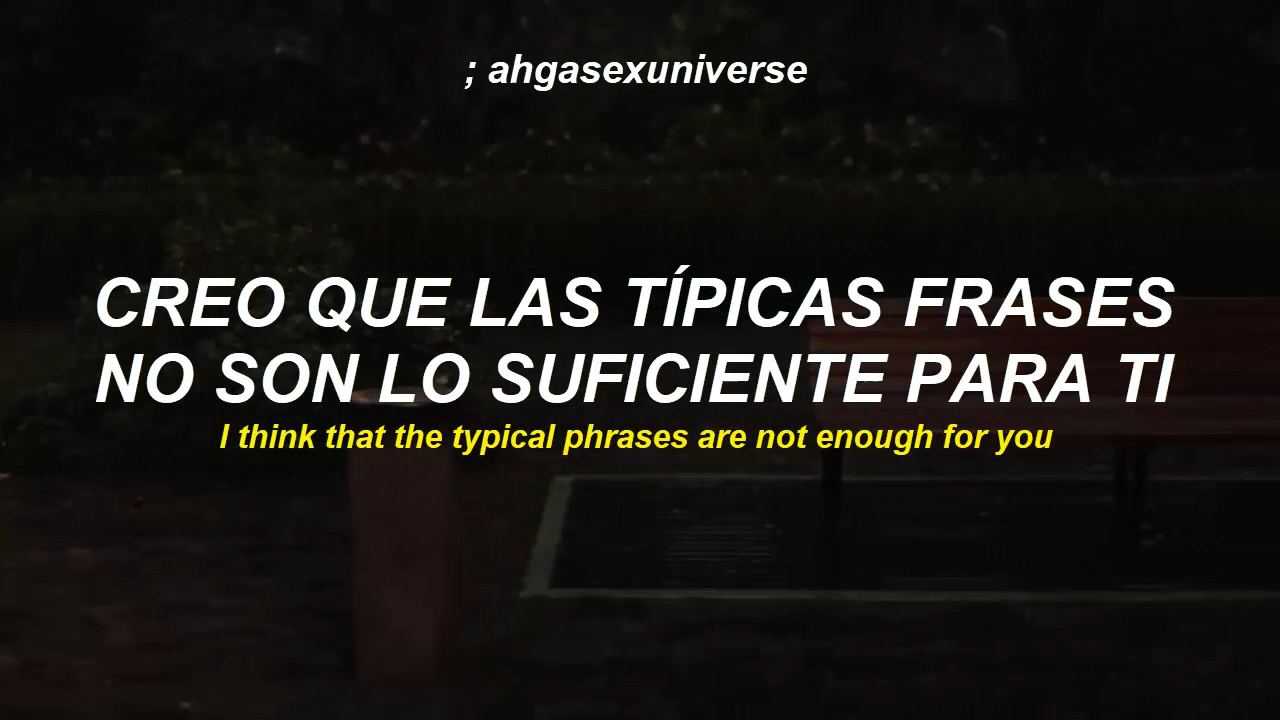 ; ahgasexuniverse
CREO QUE LAS TÍPICAS FRASES
NO SON LO SUFICIENTE PARA TI
I think that the typical phrases are not enough for you